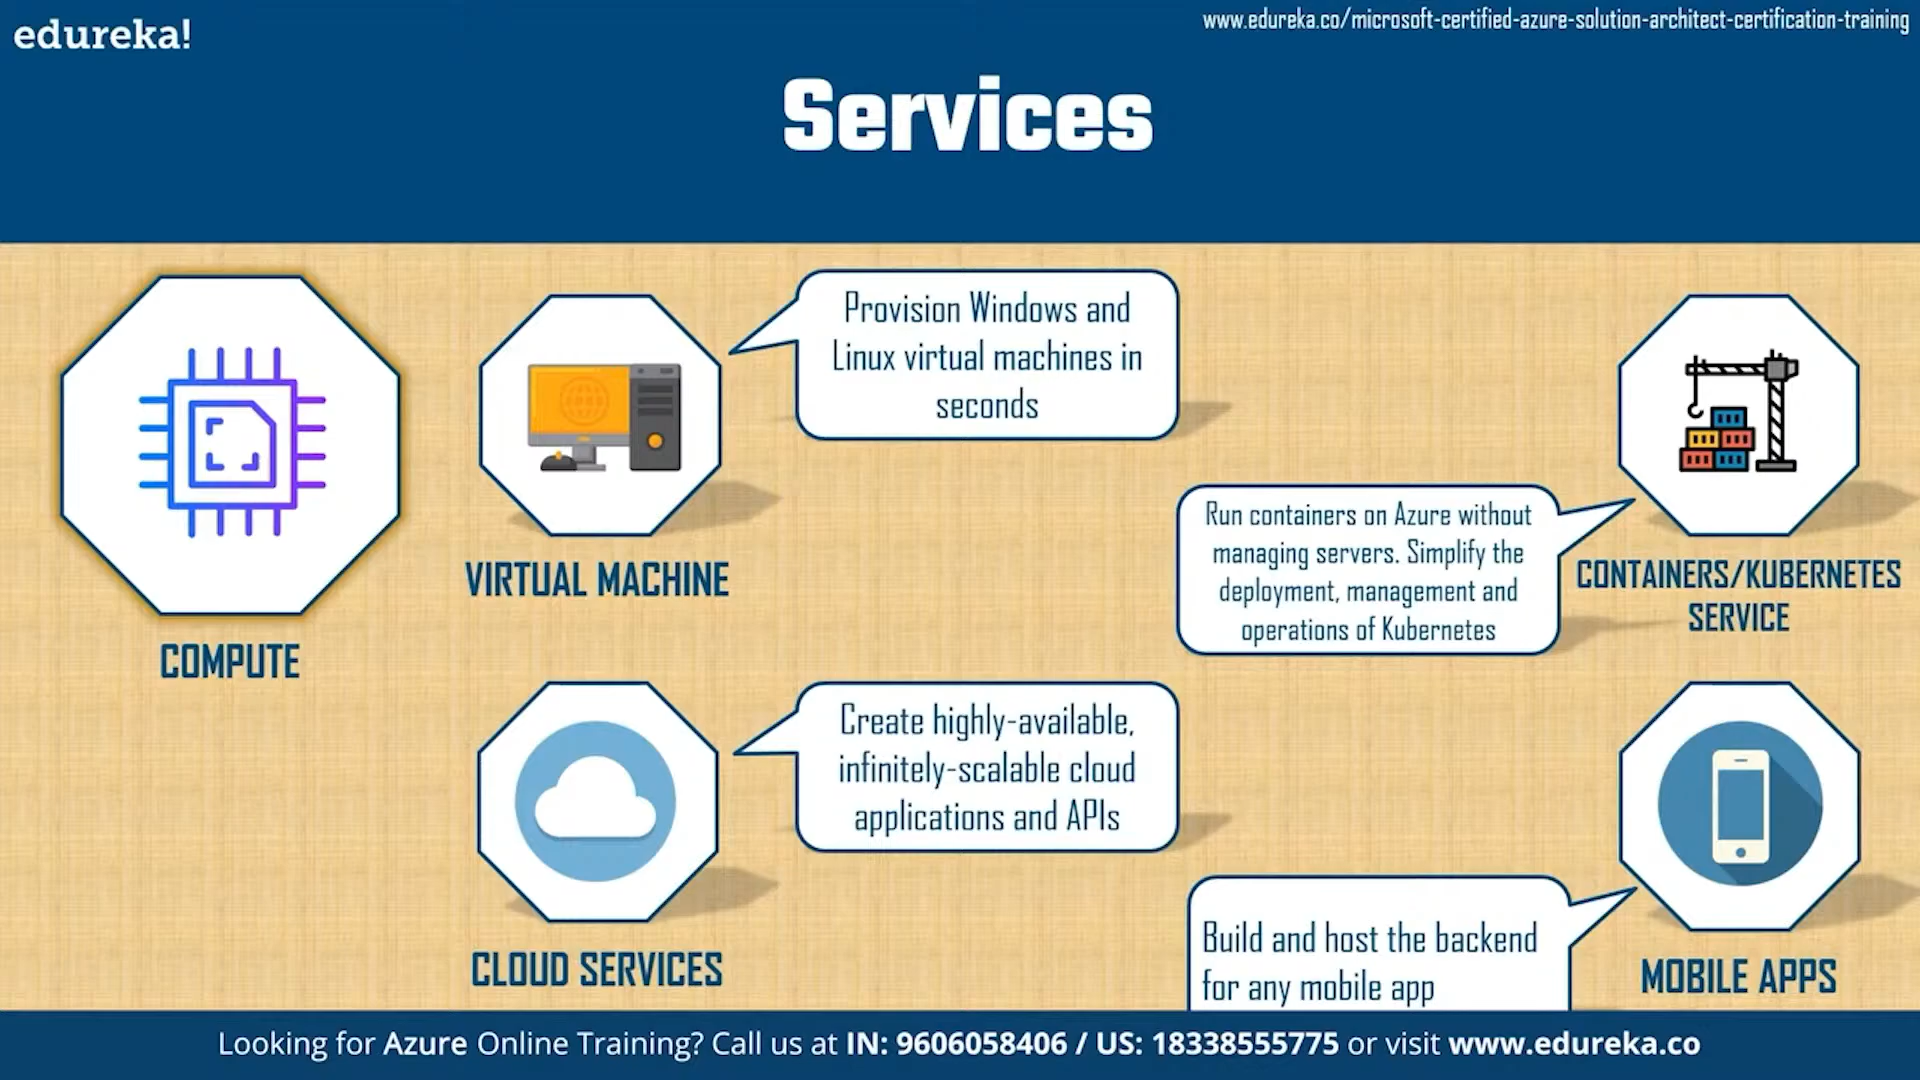 edureka!
www.edureka.co/microsoft-certified-azure-solution-architect-certification-training
Services
COMPUTE
VIRTUAL MACHINE
Provision Windows and
Linux virtual machines in
seconds
Run containers on Azure without
managing servers. Simplify the
deployment, management and
operations of Kubernetes
CONTAINERS/KUBERNETES
SERVICE
CLOUD SERVICES
Create highly-available,
infinitely-scalable cloud
applications and APIs
Build and host the backend
for any mobile app
MOBILE APPS
Looking for Azure Online Training? Call us at IN: 9606058406 / US: 18338555775 or visit www.edureka.co